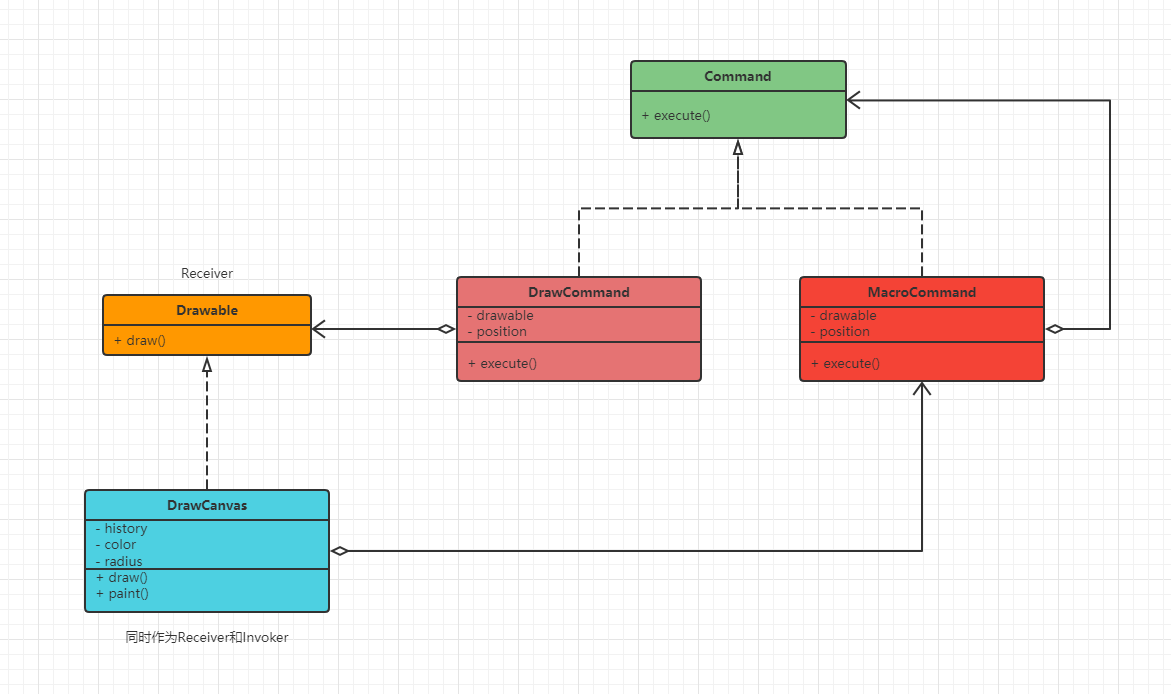 Command
+ execute()
Receiver
Drawable
+ draw()
DrawCommand
- drawable
- position
+ execute()
MacroCommand
- drawable
- position
+ execute()
DrawCanvas
- history
- color
- radius
+ draw()
+ paint()
同时作为Receiver和Invoker